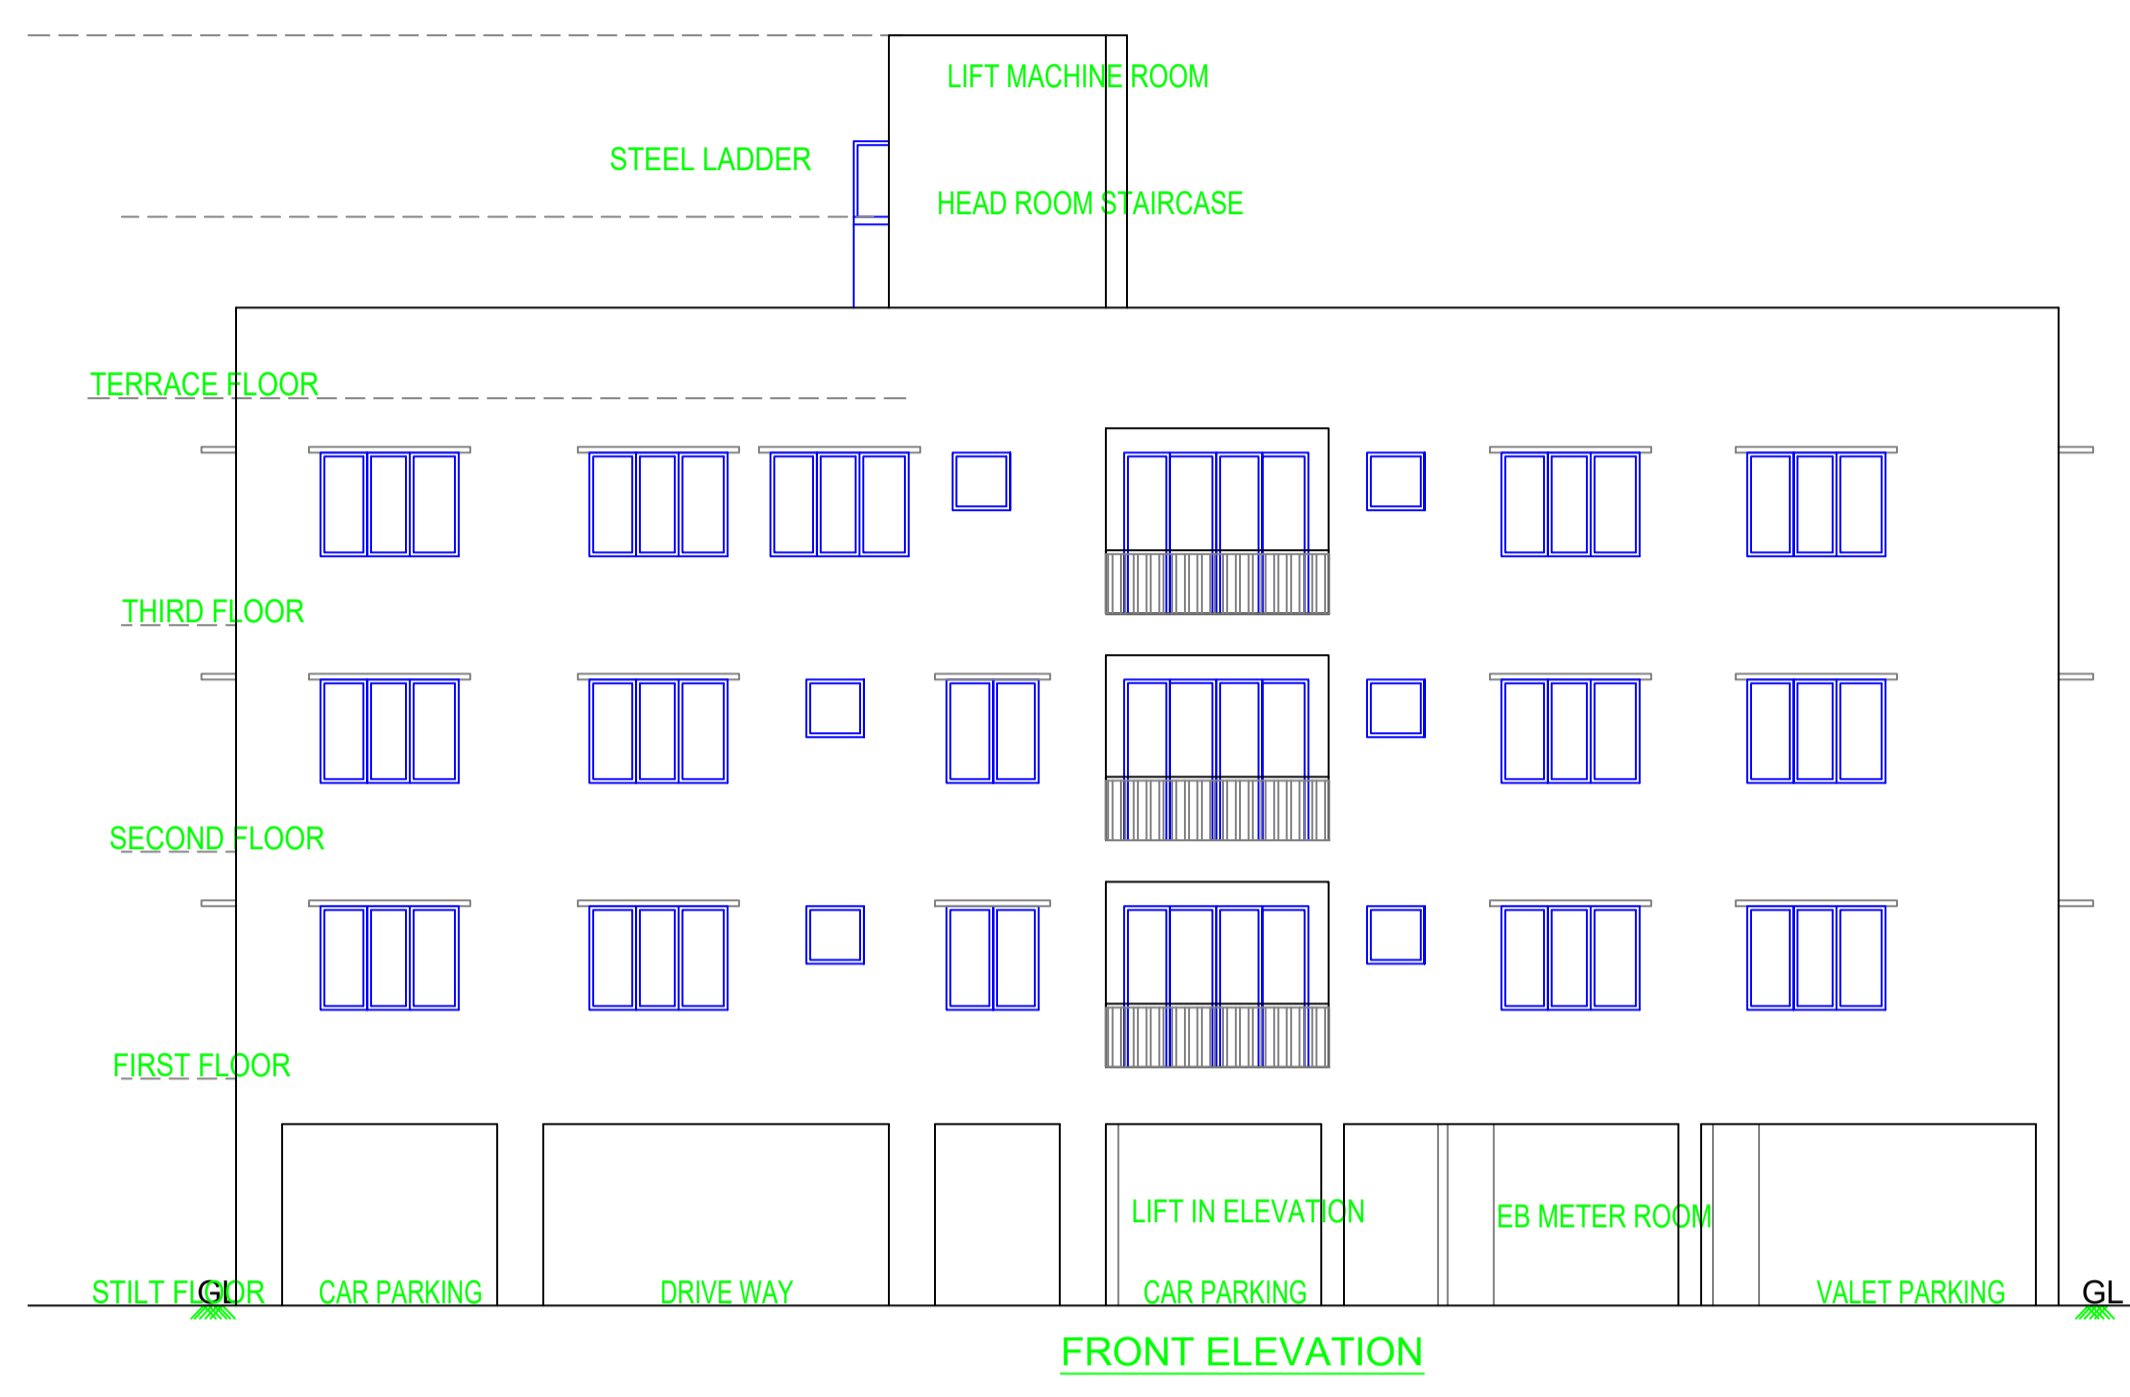 LIFT MACHINE ROOM
STEEL LADDER
HEAD ROOM STAIRCASE
TERRACE FLOOR
THIRD FLOOR
SECOND FLOOR
FIRST FLOOR
LIFT IN ELEVATION
EB METER ROOM
STILT FLOOR
GL
CAR PARKING
DRIVE WAY
CAR PARKING
VALET PARKING
GL
FRONT ELEVATION